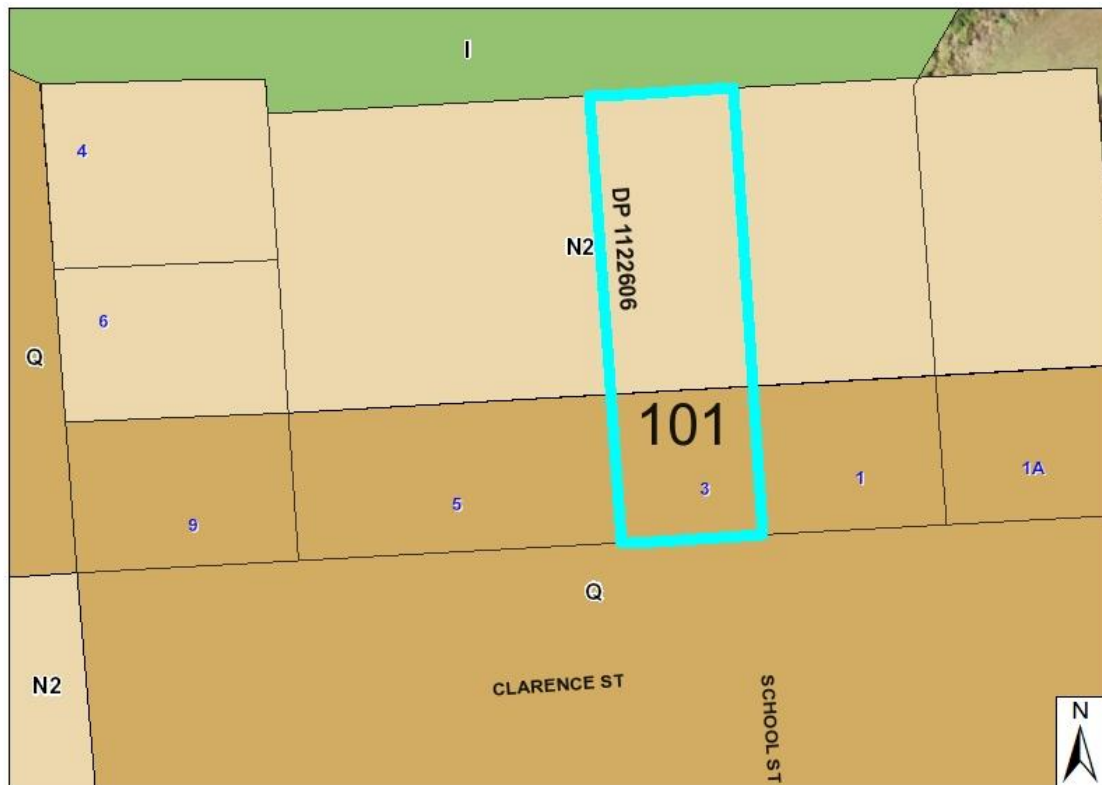 I
4
DP 1122606
N2
6
Q
101
3
1
1A
5
9
Q
N2
CLARENCE ST
SCHOOL ST
N